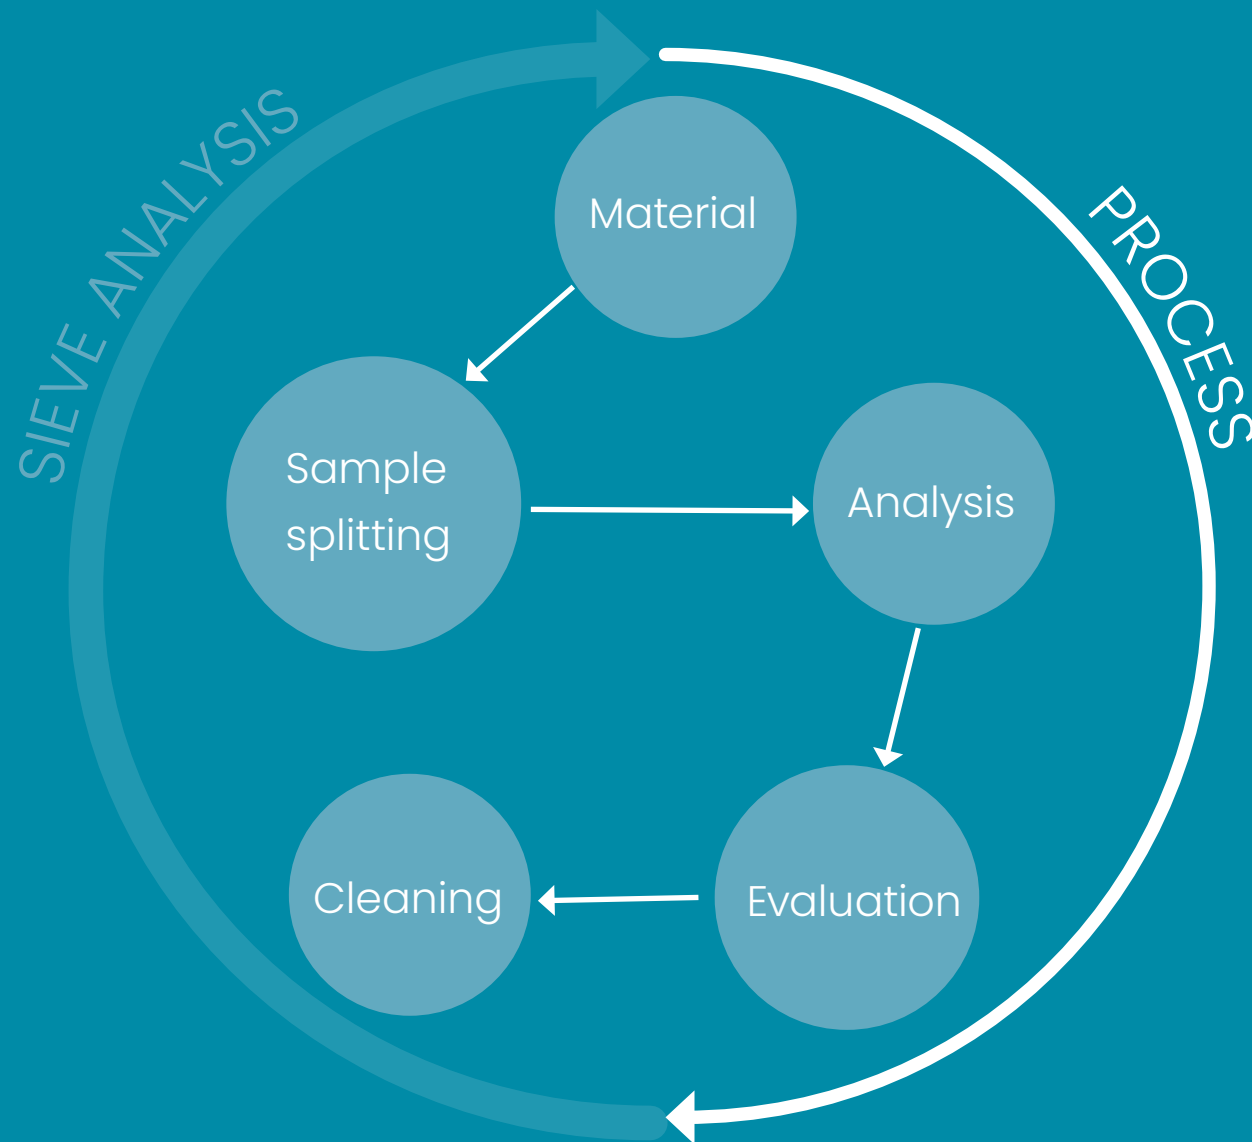 SIEVE ANALYSIS
PROCESS
Material
Sample
splitting
Analysis
Evaluation
Cleaning